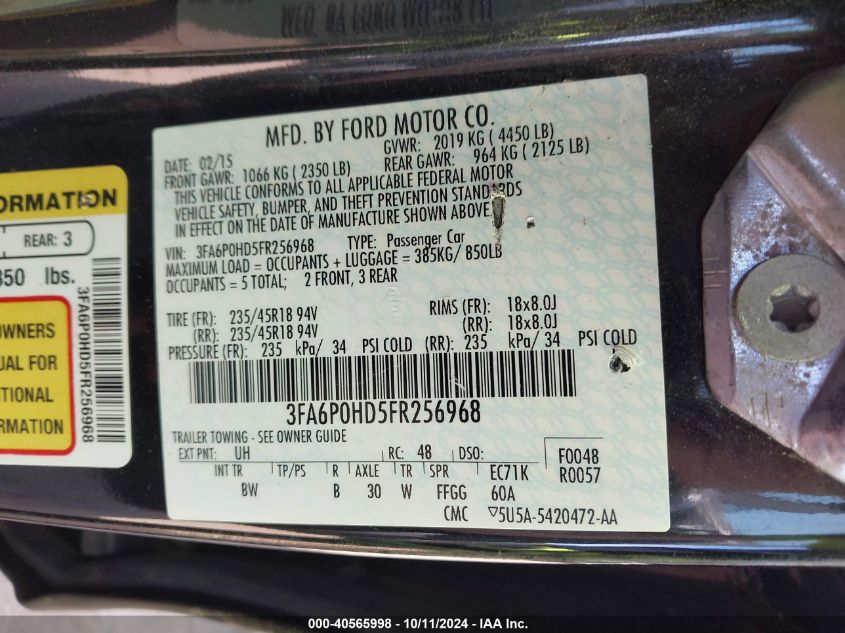 MFD. BY FORD MOTOR CO.
DATE: 02/15
GVWR: 2019 KG ( 4450 LB)
FRONT GAWR: 1066 KG ( 2350 LB)
REAR GAWR: 964 KG ( 2125 LB)
THIS VEHICLE CONFORMS TO ALL APPLICABLE FEDERAL MOTOR
VEHICLE SAFETY, BUMPER, AND THEFT PREVENTION STANDARDS
IN EFFECT ON THE DATE OF MANUFACTURE SHOWN ABOVE
VIN: 3FA6P0HD5FR256968 TYPE: Passenger Car
MAXIMUM LOAD = OCCUPANTS + LUGGAGE = 385KG/ 850LB
OCCUPANTS = 5 TOTAL; 2 FRONT, 3 REAR
TIRE (FR): 235/45R18 94V RIMS (FR): 18x8.0J
(RR): 235/45R18 94V (RR): 18x8.0J
PRESSURE (FR): 235 kPa/ 34 PSI COLD (RR): 235 kPa/ 34 PSI COLD
3FA6P0HD5FR256968
TRAILER TOWING - SEE OWNER GUIDE
EXT PNT: UH RC: 48 DSO: F0048
R0057
INT TR TP/PS R AXLE TR SPR EC71K
BW B 30 W FFGG 60A
CMC ▽5U5A-5420472-AA
ORMATION
REAR: 3
350 lbs.
OWNERS
UAL FOR
TIONAL
RMATION
3FA6P0HD5FR256968
000-40565998 - 10/11/2024 - IAA Inc.